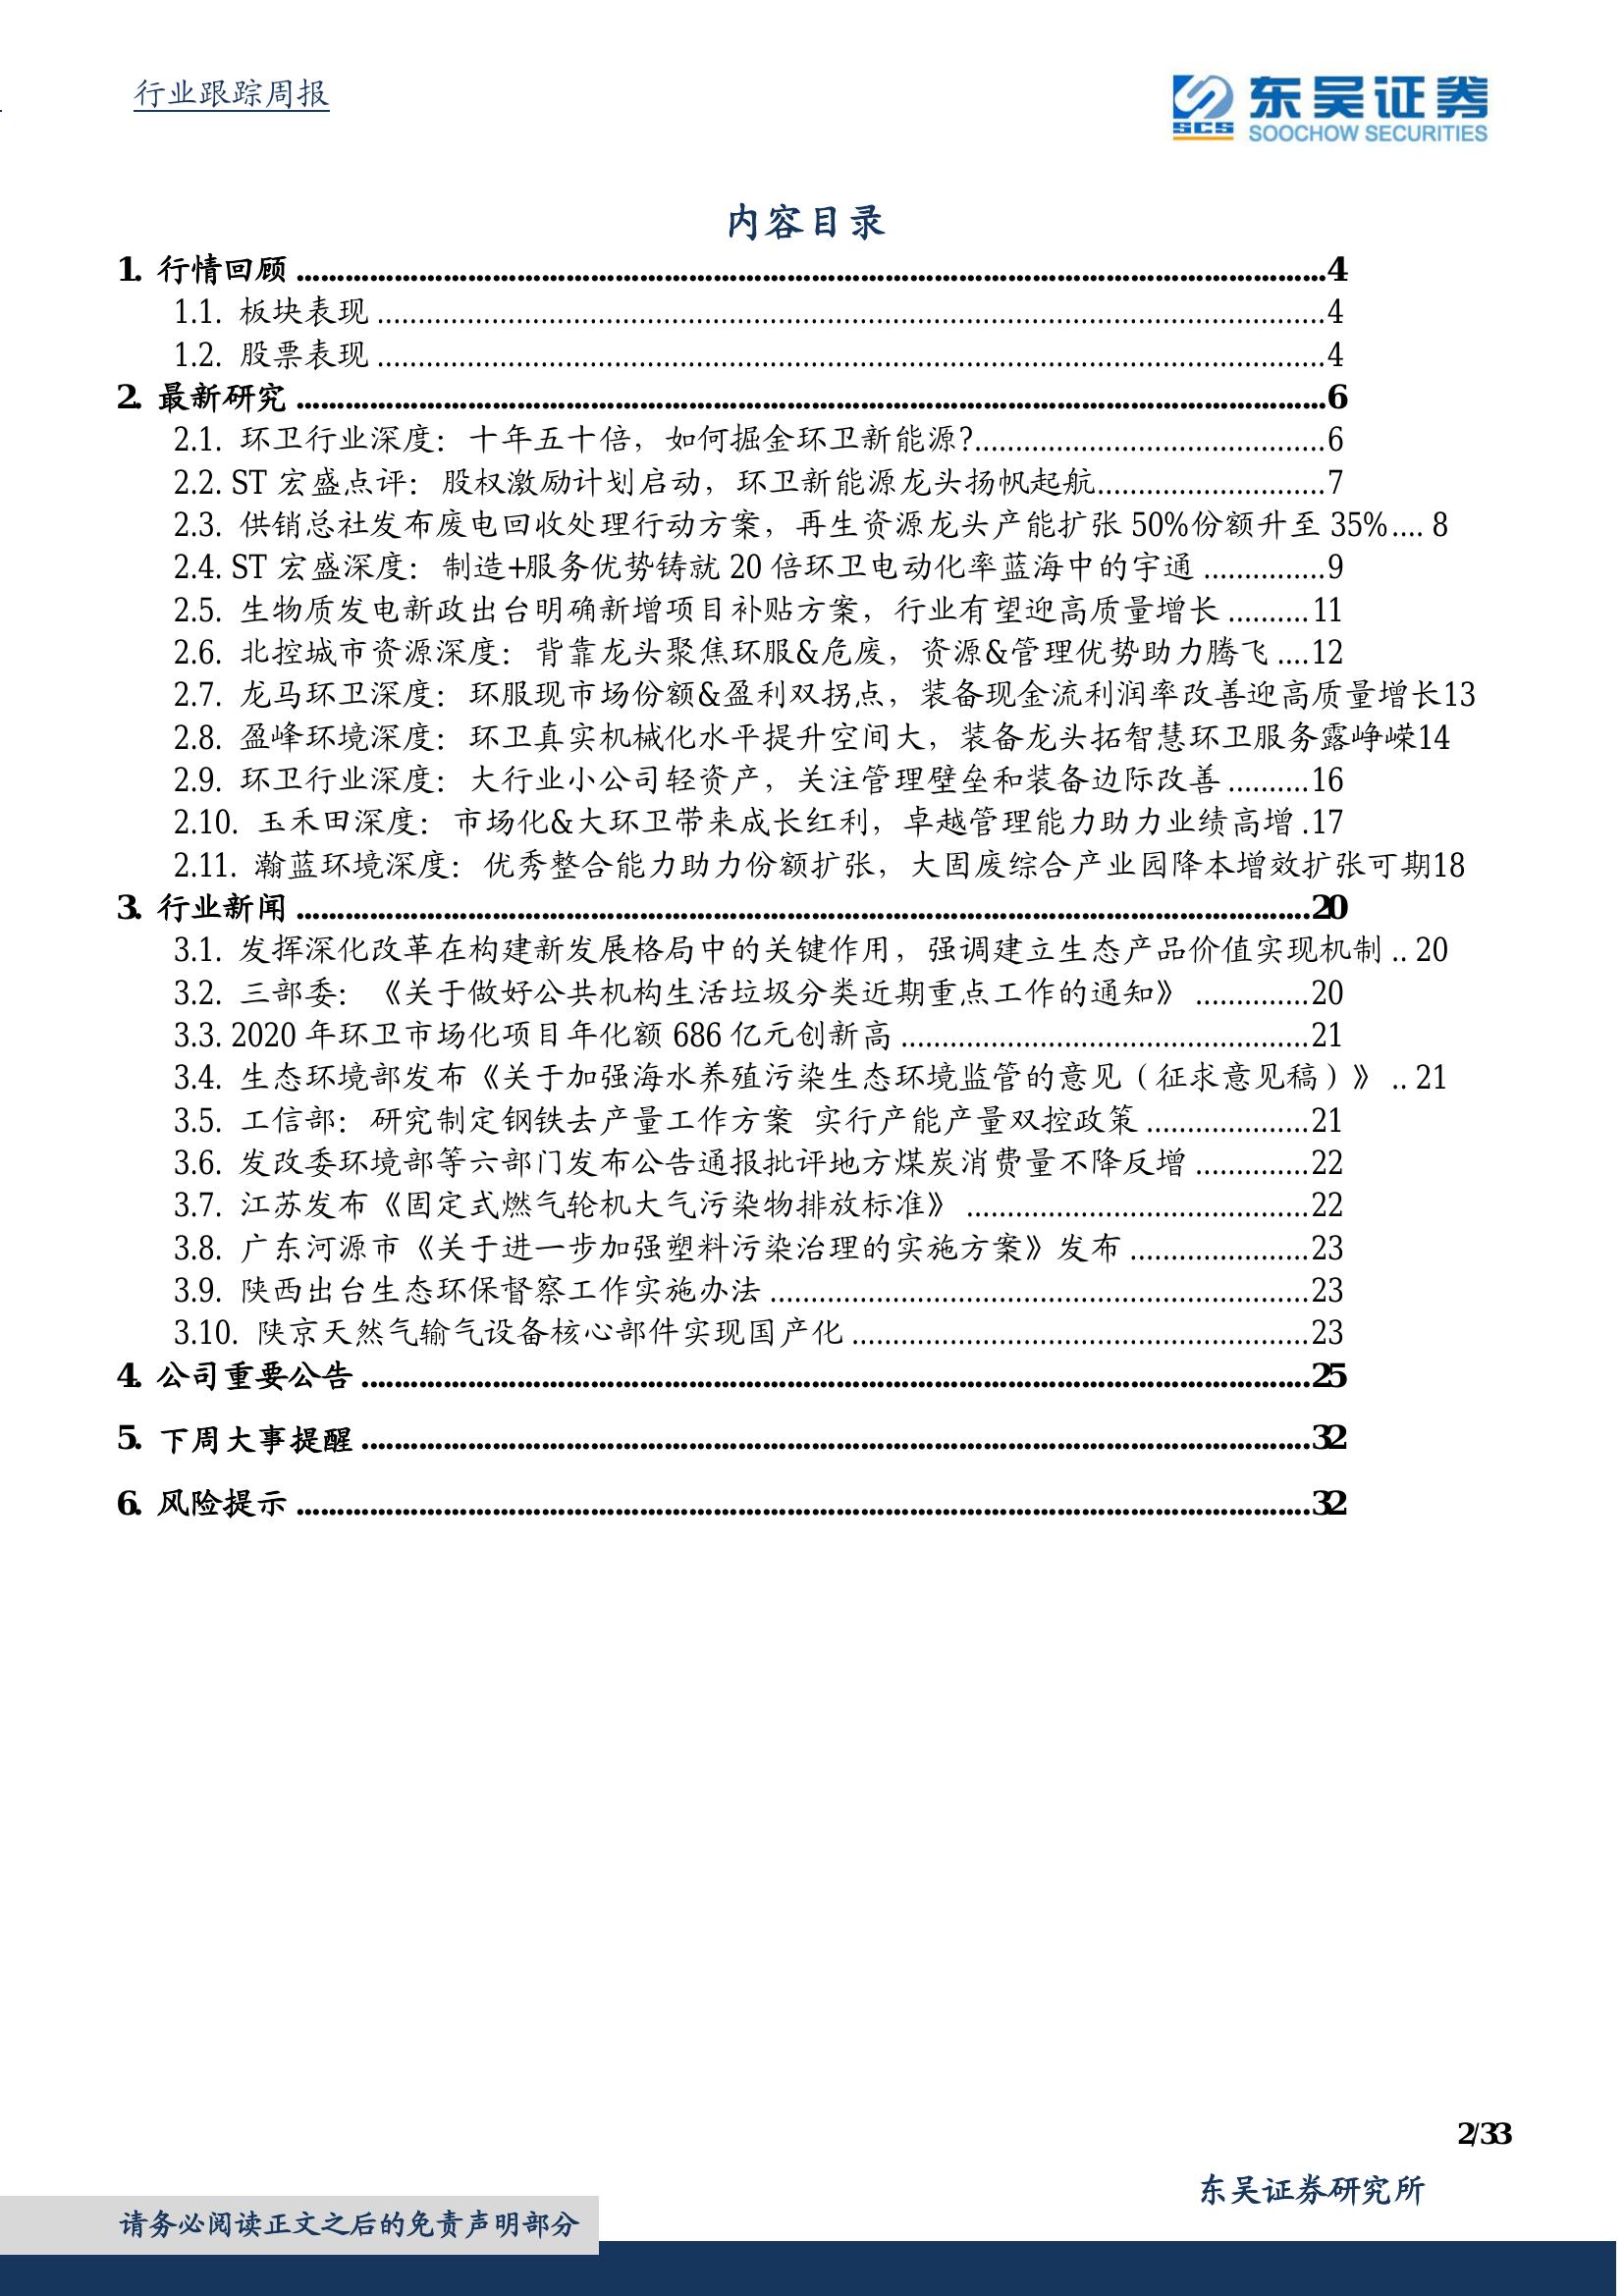 行业跟踪周报
SCS
东吴证券
SOOCHOW SECURITIES
内容目录
1. 行情回顾 ........................................................................................................................4
1.1. 板块表现 ........................................................................................................................4
1.2. 股票表现 ........................................................................................................................4
2. 最新研究 ........................................................................................................................6
2.1. 环卫行业深度：十年五十倍，如何掘金环卫新能源?...........................................6
2.2. ST 宏盛点评：股权激励计划启动，环卫新能源龙头扬帆起航............................7
2.3. 供销总社发布废电回收处理行动方案，再生资源龙头产能扩张 50%份额升至 35%.... 8
2.4. ST 宏盛深度：制造+服务优势铸就 20 倍环卫电动化率蓝海中的宇通 ...............9
2.5. 生物质发电新政出台明确新增项目补贴方案，行业有望迎高质量增长 ..........11
2.6. 北控城市资源深度：背靠龙头聚焦环服&危废，资源&管理优势助力腾飞 ....12
2.7. 龙马环卫深度：环服现市场份额&盈利双拐点，装备现金流利润率改善迎高质量增长13
2.8. 盈峰环境深度：环卫真实机械化水平提升空间大，装备龙头拓智慧环卫服务露峥嵘14
2.9. 环卫行业深度：大行业小公司轻资产，关注管理壁垒和装备边际改善 ..........16
2.10. 玉禾田深度：市场化&大环卫带来成长红利，卓越管理能力助力业绩高增 .17
2.11. 瀚蓝环境深度：优秀整合能力助力份额扩张，大固废综合产业园降本增效扩张可期18
3. 行业新闻 ........................................................................................................................20
3.1. 发挥深化改革在构建新发展格局中的关键作用，强调建立生态产品价值实现机制 .. 20
3.2. 三部委：《关于做好公共机构生活垃圾分类近期重点工作的通知》 ..............20
3.3. 2020 年环卫市场化项目年化额 686 亿元创新高 ..................................................21
3.4. 生态环境部发布《关于加强海水养殖污染生态环境监管的意见（征求意见稿）》 .. 21
3.5. 工信部：研究制定钢铁去产量工作方案 实行产能产量双控政策 ....................21
3.6. 发改委环境部等六部门发布公告通报批评地方煤炭消费量不降反增 ..............22
3.7. 江苏发布《固定式燃气轮机大气污染物排放标准》 ..........................................22
3.8. 广东河源市《关于进一步加强塑料污染治理的实施方案》发布 ......................23
3.9. 陕西出台生态环保督察工作实施办法 ..................................................................23
3.10. 陕京天然气输气设备核心部件实现国产化 ........................................................23
4. 公司重要公告 ..................................................................................................................25
5. 下周大事提醒 ..................................................................................................................32
6. 风险提示 ........................................................................................................................32
2/33
东吴证券研究所
请务必阅读正文之后的免责声明部分